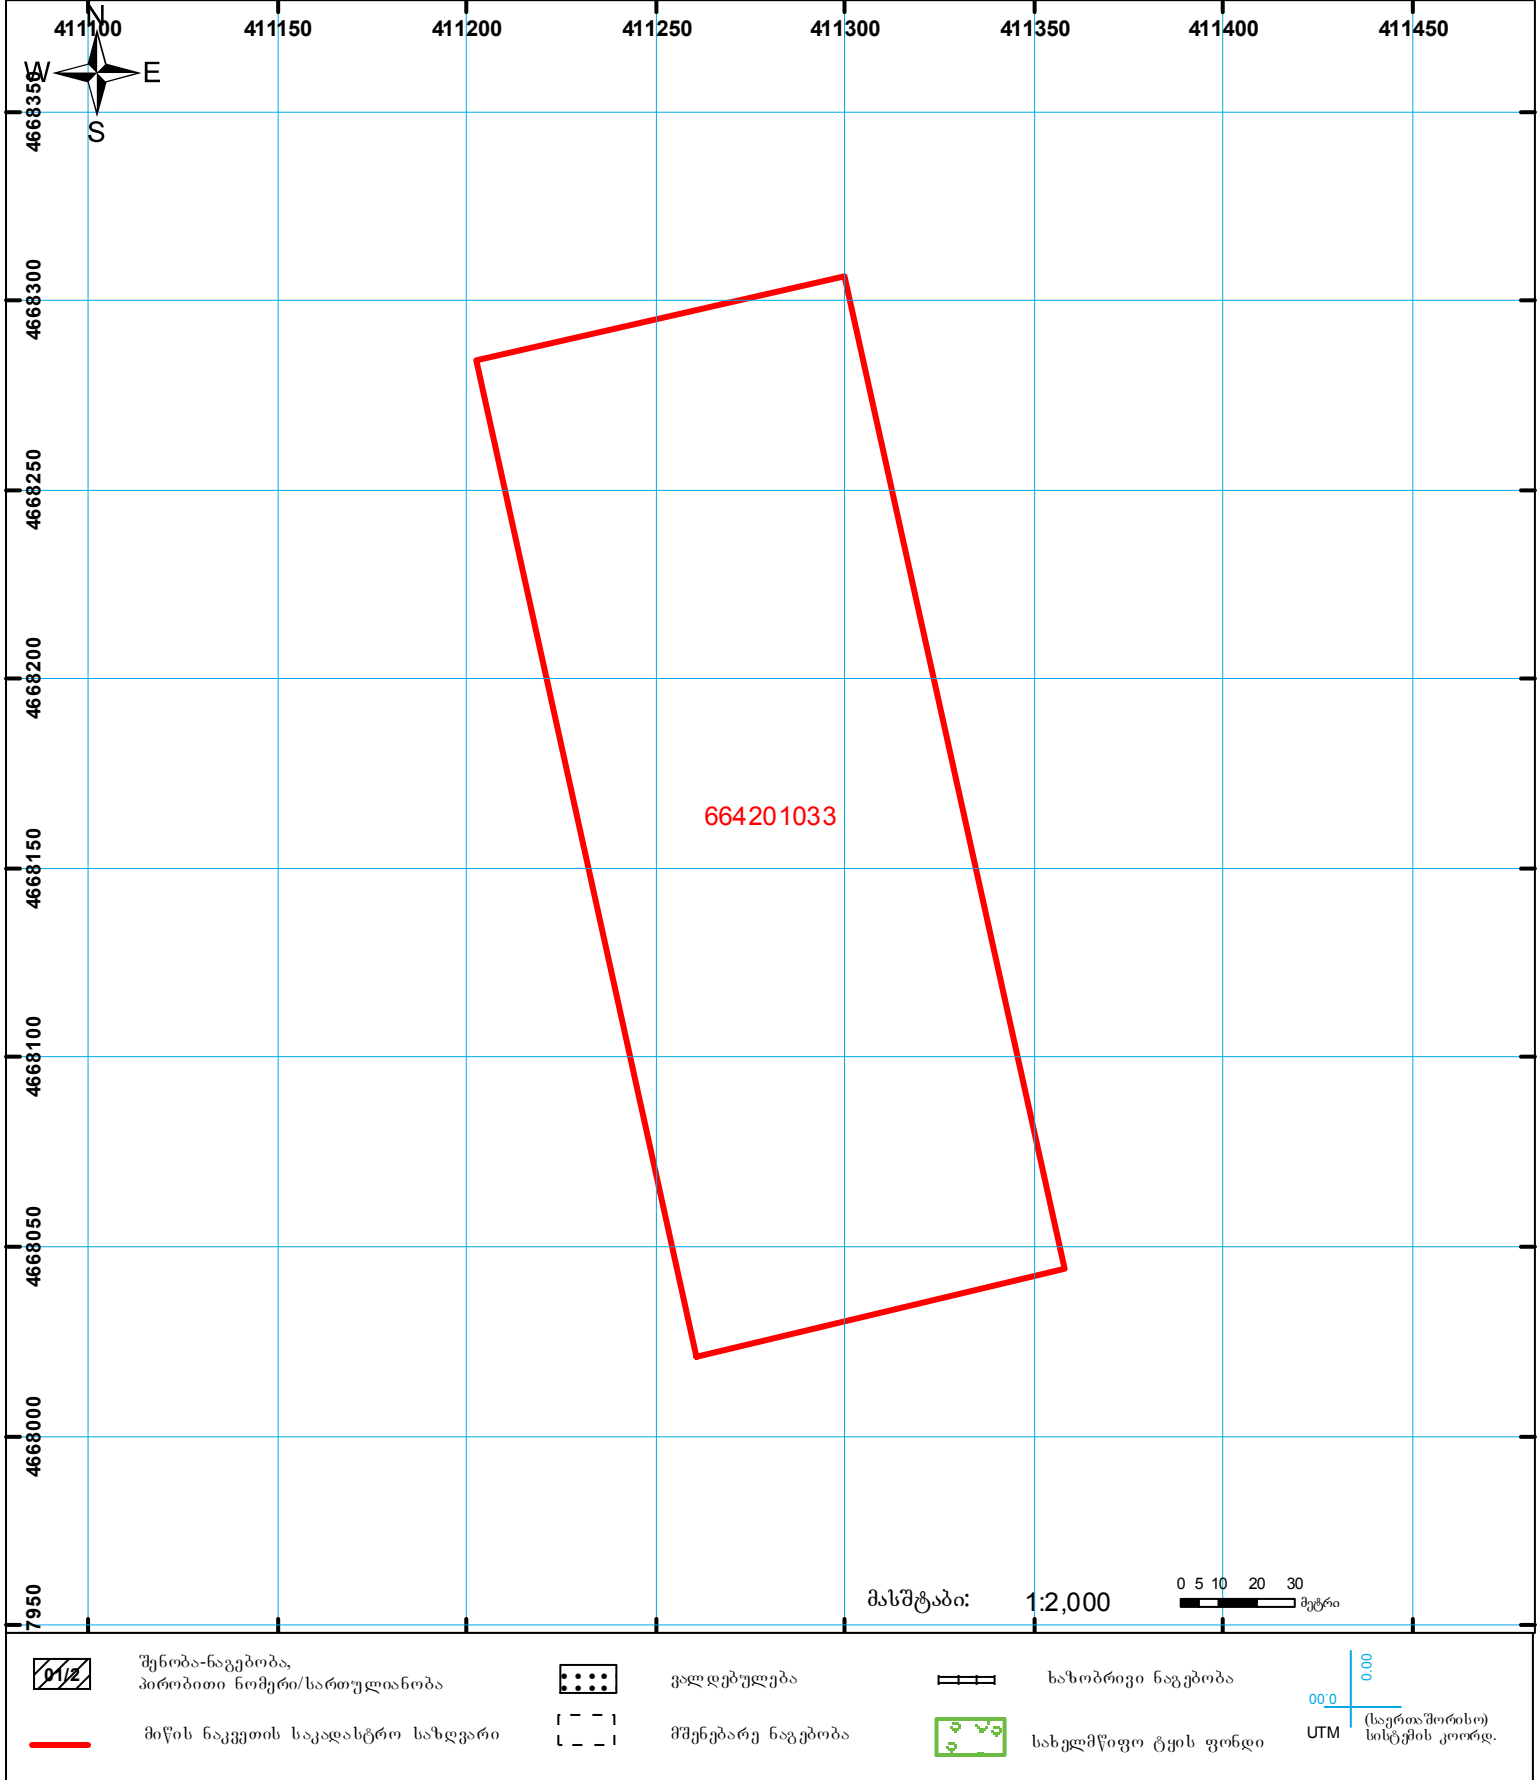 411100 411150 411200 411250 411300 411350 411400 411450
N
W E
S
4668350
4668300
4668250
4668200
4668150
4668100
4668050
4668000
7950
664201033
მასშტაბი: 1:2,000
0 5 10 20 30
მეტრი
01/2
შენობა-ნაგებობა,
პირობითი ნომერი/სართულიანობა
ვალდებულება
ხაზობრივი ნაგებობა
მიწის ნაკვეთის საკადასტრო საზღვარი
მშენებარე ნაგებობა
სახელმწიფო ტყის ფონდი
00.0
00.0
UTM
(საერთაშორისო)
სისტემის კოორდ.